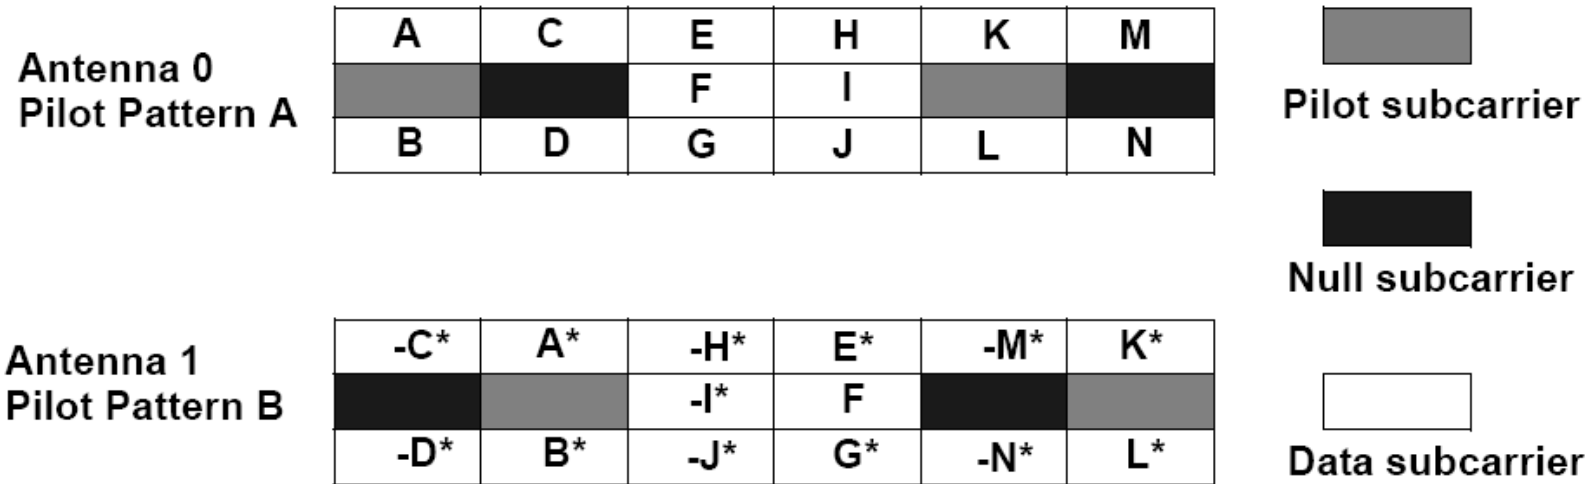 Antenna 0
Pilot Pattern A
A C E H K M
F I
B D G J L N
Pilot subcarrier
Null subcarrier
Antenna 1
Pilot Pattern B
-C* A* -H* E* -M* K*
-I* F
-D* B* -J* G* -N* L*
Data subcarrier